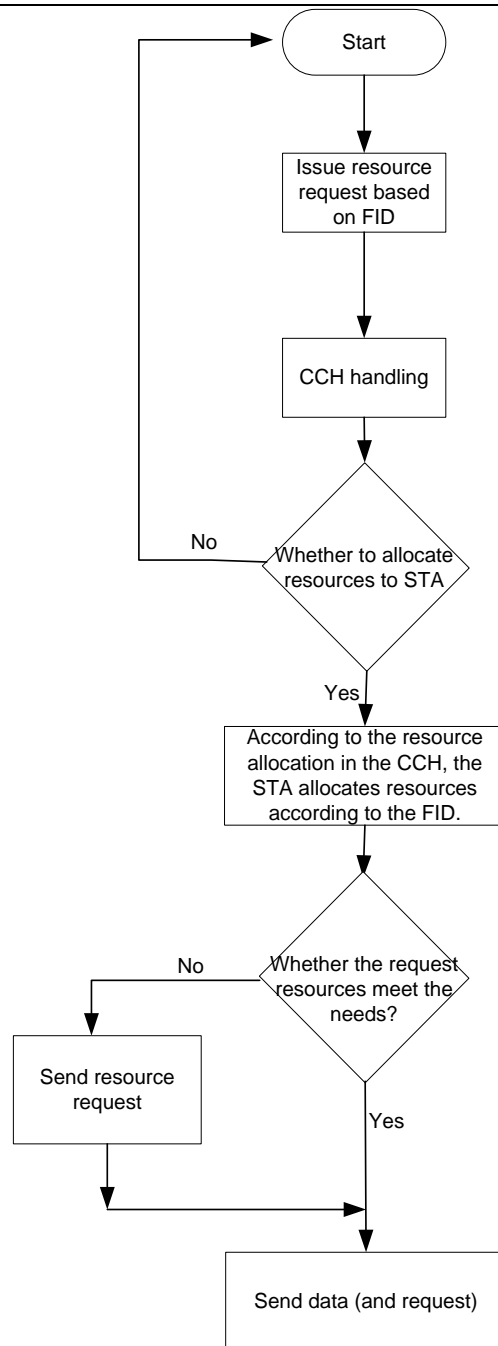 Start
Issue resource
request based
on FID
CCH handling
No
Whether to allocate
resources to STA
Yes
According to the resource
allocation in the CCH, the
STA allocates resources
according to the FID.
No
Whether the request
resources meet the
needs?
Send resource
request
Yes
Send data (and request)